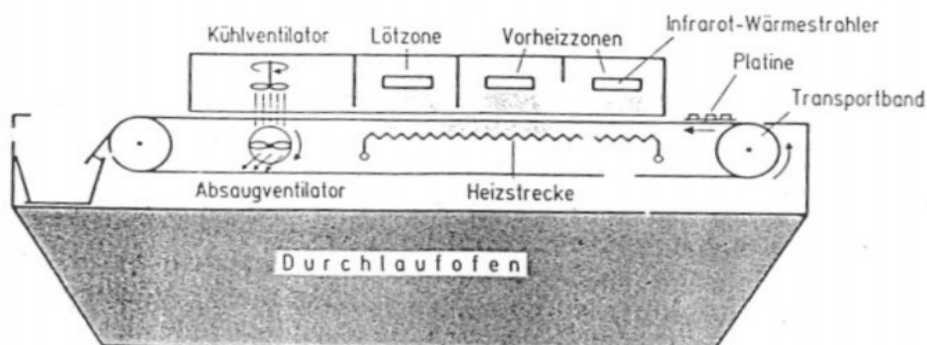 Kühlventilator
Lötzone
Vorheizzonen
Infrarot-Wärmestrahler
Platine
Transportband
Absaugventilator
Heizstrecke
Durchlaufofen